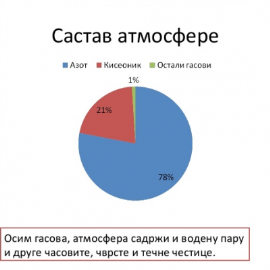 Састав атмосфере
Азот Кисеоник Остали гасови
1%
21%
78%
Осим гасова, атмосфера садржи и водену пару
и друге часовите, чврсте и течне честице.